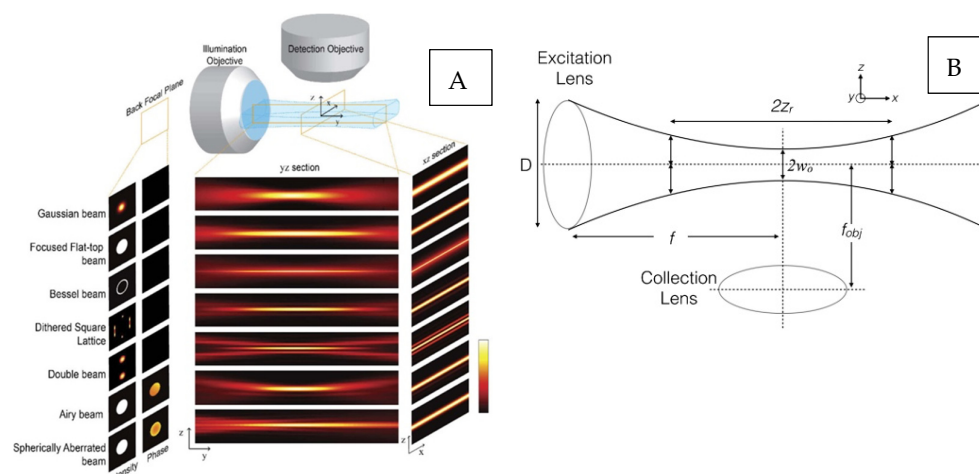 Illumination
Objective
Detection Objective
A
Back Focal Plane
z
x
y
yz section
xz section
Gaussian beam
Focused Flat-top
beam
Bessel beam
Dithered Square
Lattice
Double beam
Airy beam
Spherically Aberrated
beam
Phase
z
y
z
x
B
Excitation
Lens
z
y
x
2zr
D
2wo
f
fobj
Collection
Lens